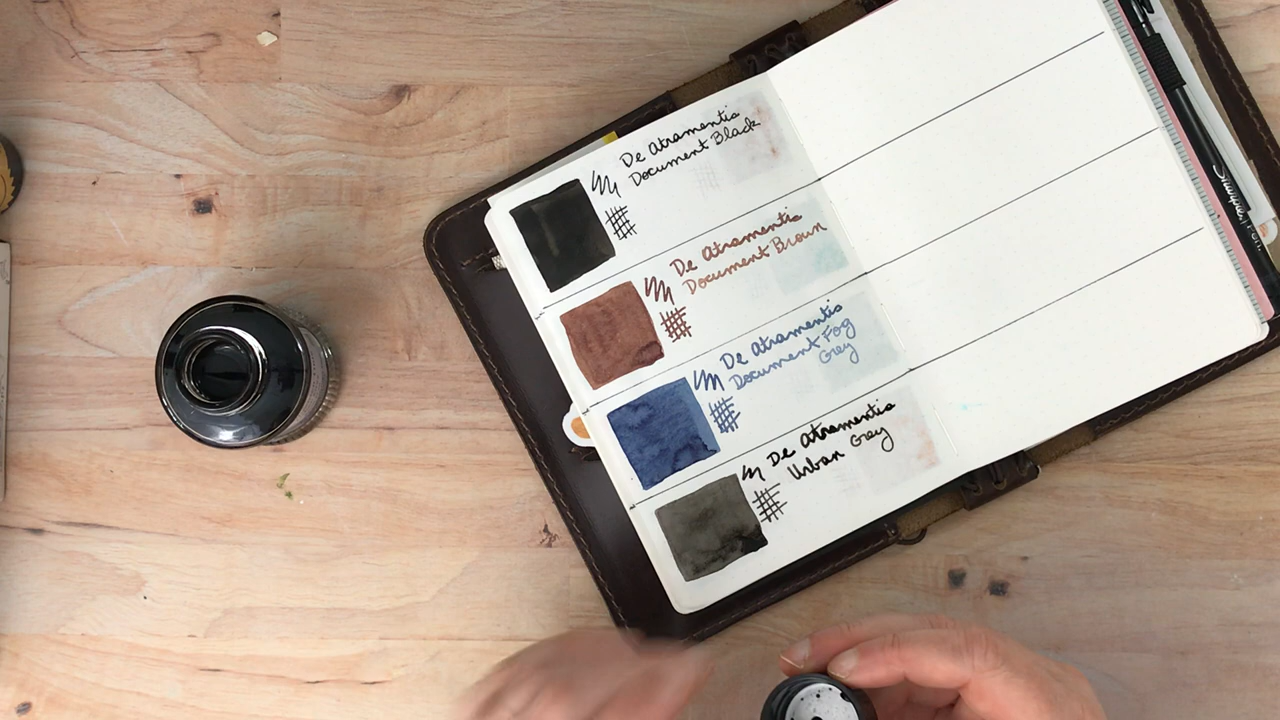 De Atramentis
Document Black
De Atramentis
Document Brown
De Atramentis
Document Fog
Grey
De Atramentis
Urban Grey